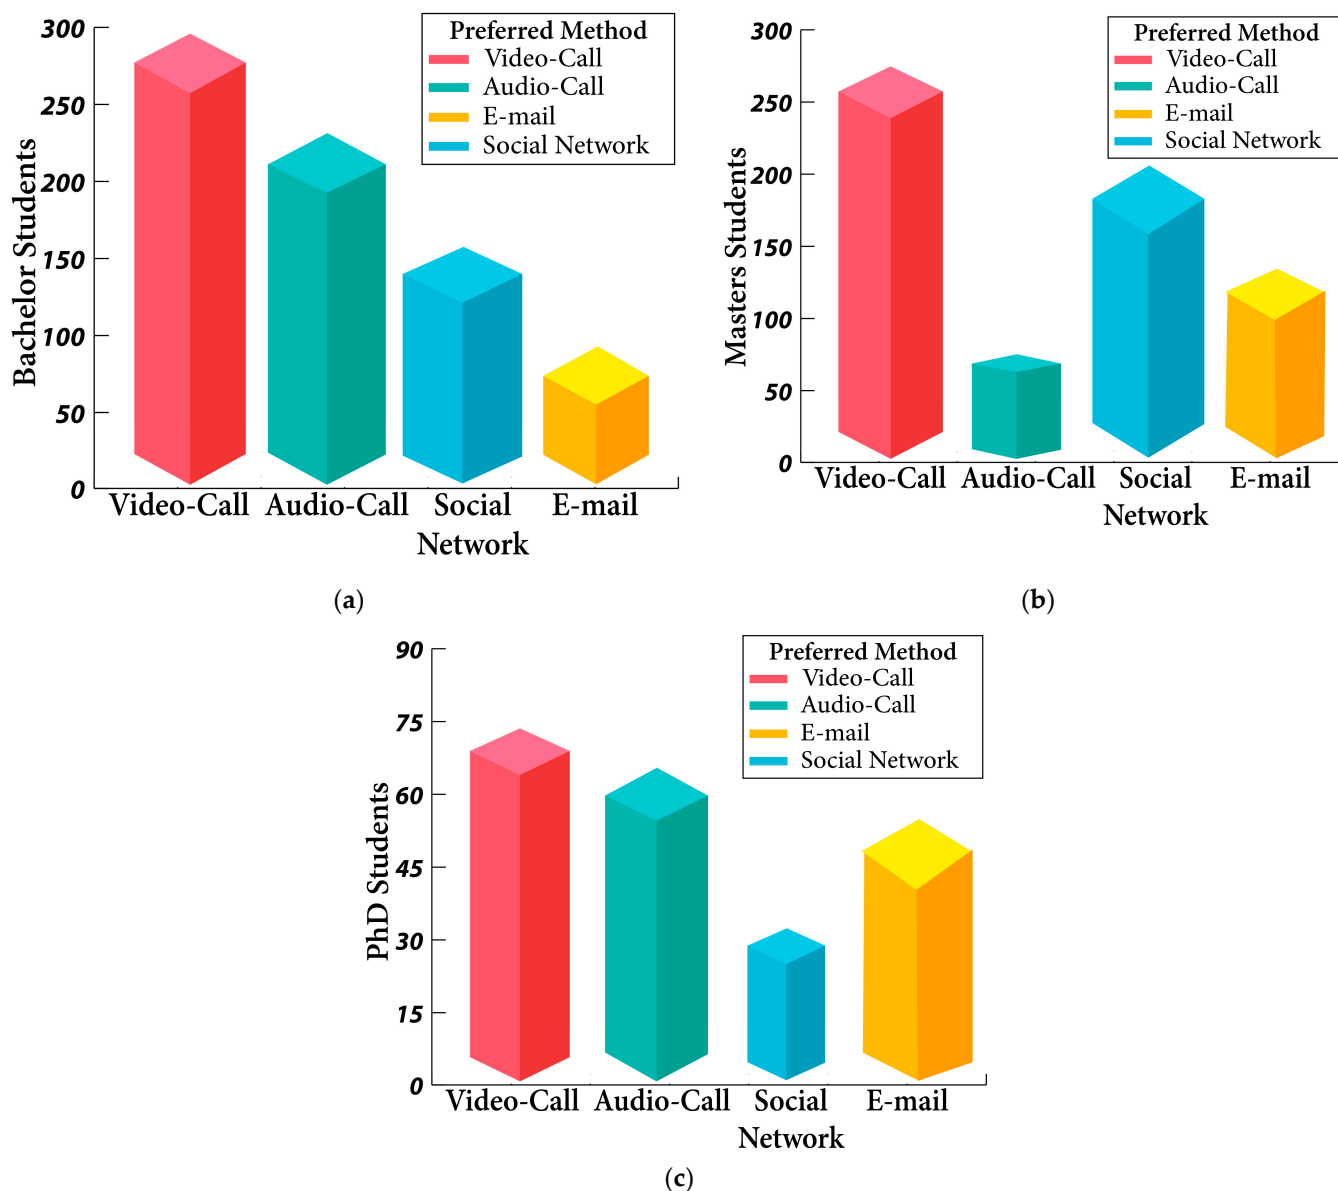 300
250
200
150
100
50
0
Bachelor Students
Preferred Method
Video-Call
Audio-Call
E-mail
Social Network
Video-Call Audio-Call Social E-mail
Network
(a)
300
250
200
150
100
50
0
Masters Students
Preferred Method
Video-Call
Audio-Call
E-mail
Social Network
Video-Call Audio-Call Social E-mail
Network
(b)
90
75
60
45
30
15
0
PhD Students
Preferred Method
Video-Call
Audio-Call
E-mail
Social Network
Video-Call Audio-Call Social E-mail
Network
(c)